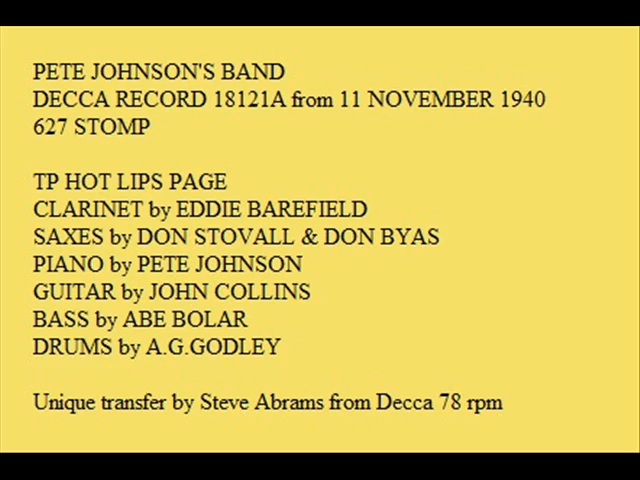 PETE JOHNSON'S BAND
DECCA RECORD 18121A from 11 NOVEMBER 1940
627 STOMP
TP HOT LIPS PAGE
CLARINET by EDDIE BAREFIELD
SAXES by DON STOVALL & DON BYAS
PIANO by PETE JOHNSON
GUITAR by JOHN COLLINS
BASS by ABE BOLAR
DRUMS by A.G.GODLEY
Unique transfer by Steve Abrams from Decca 78 rpm